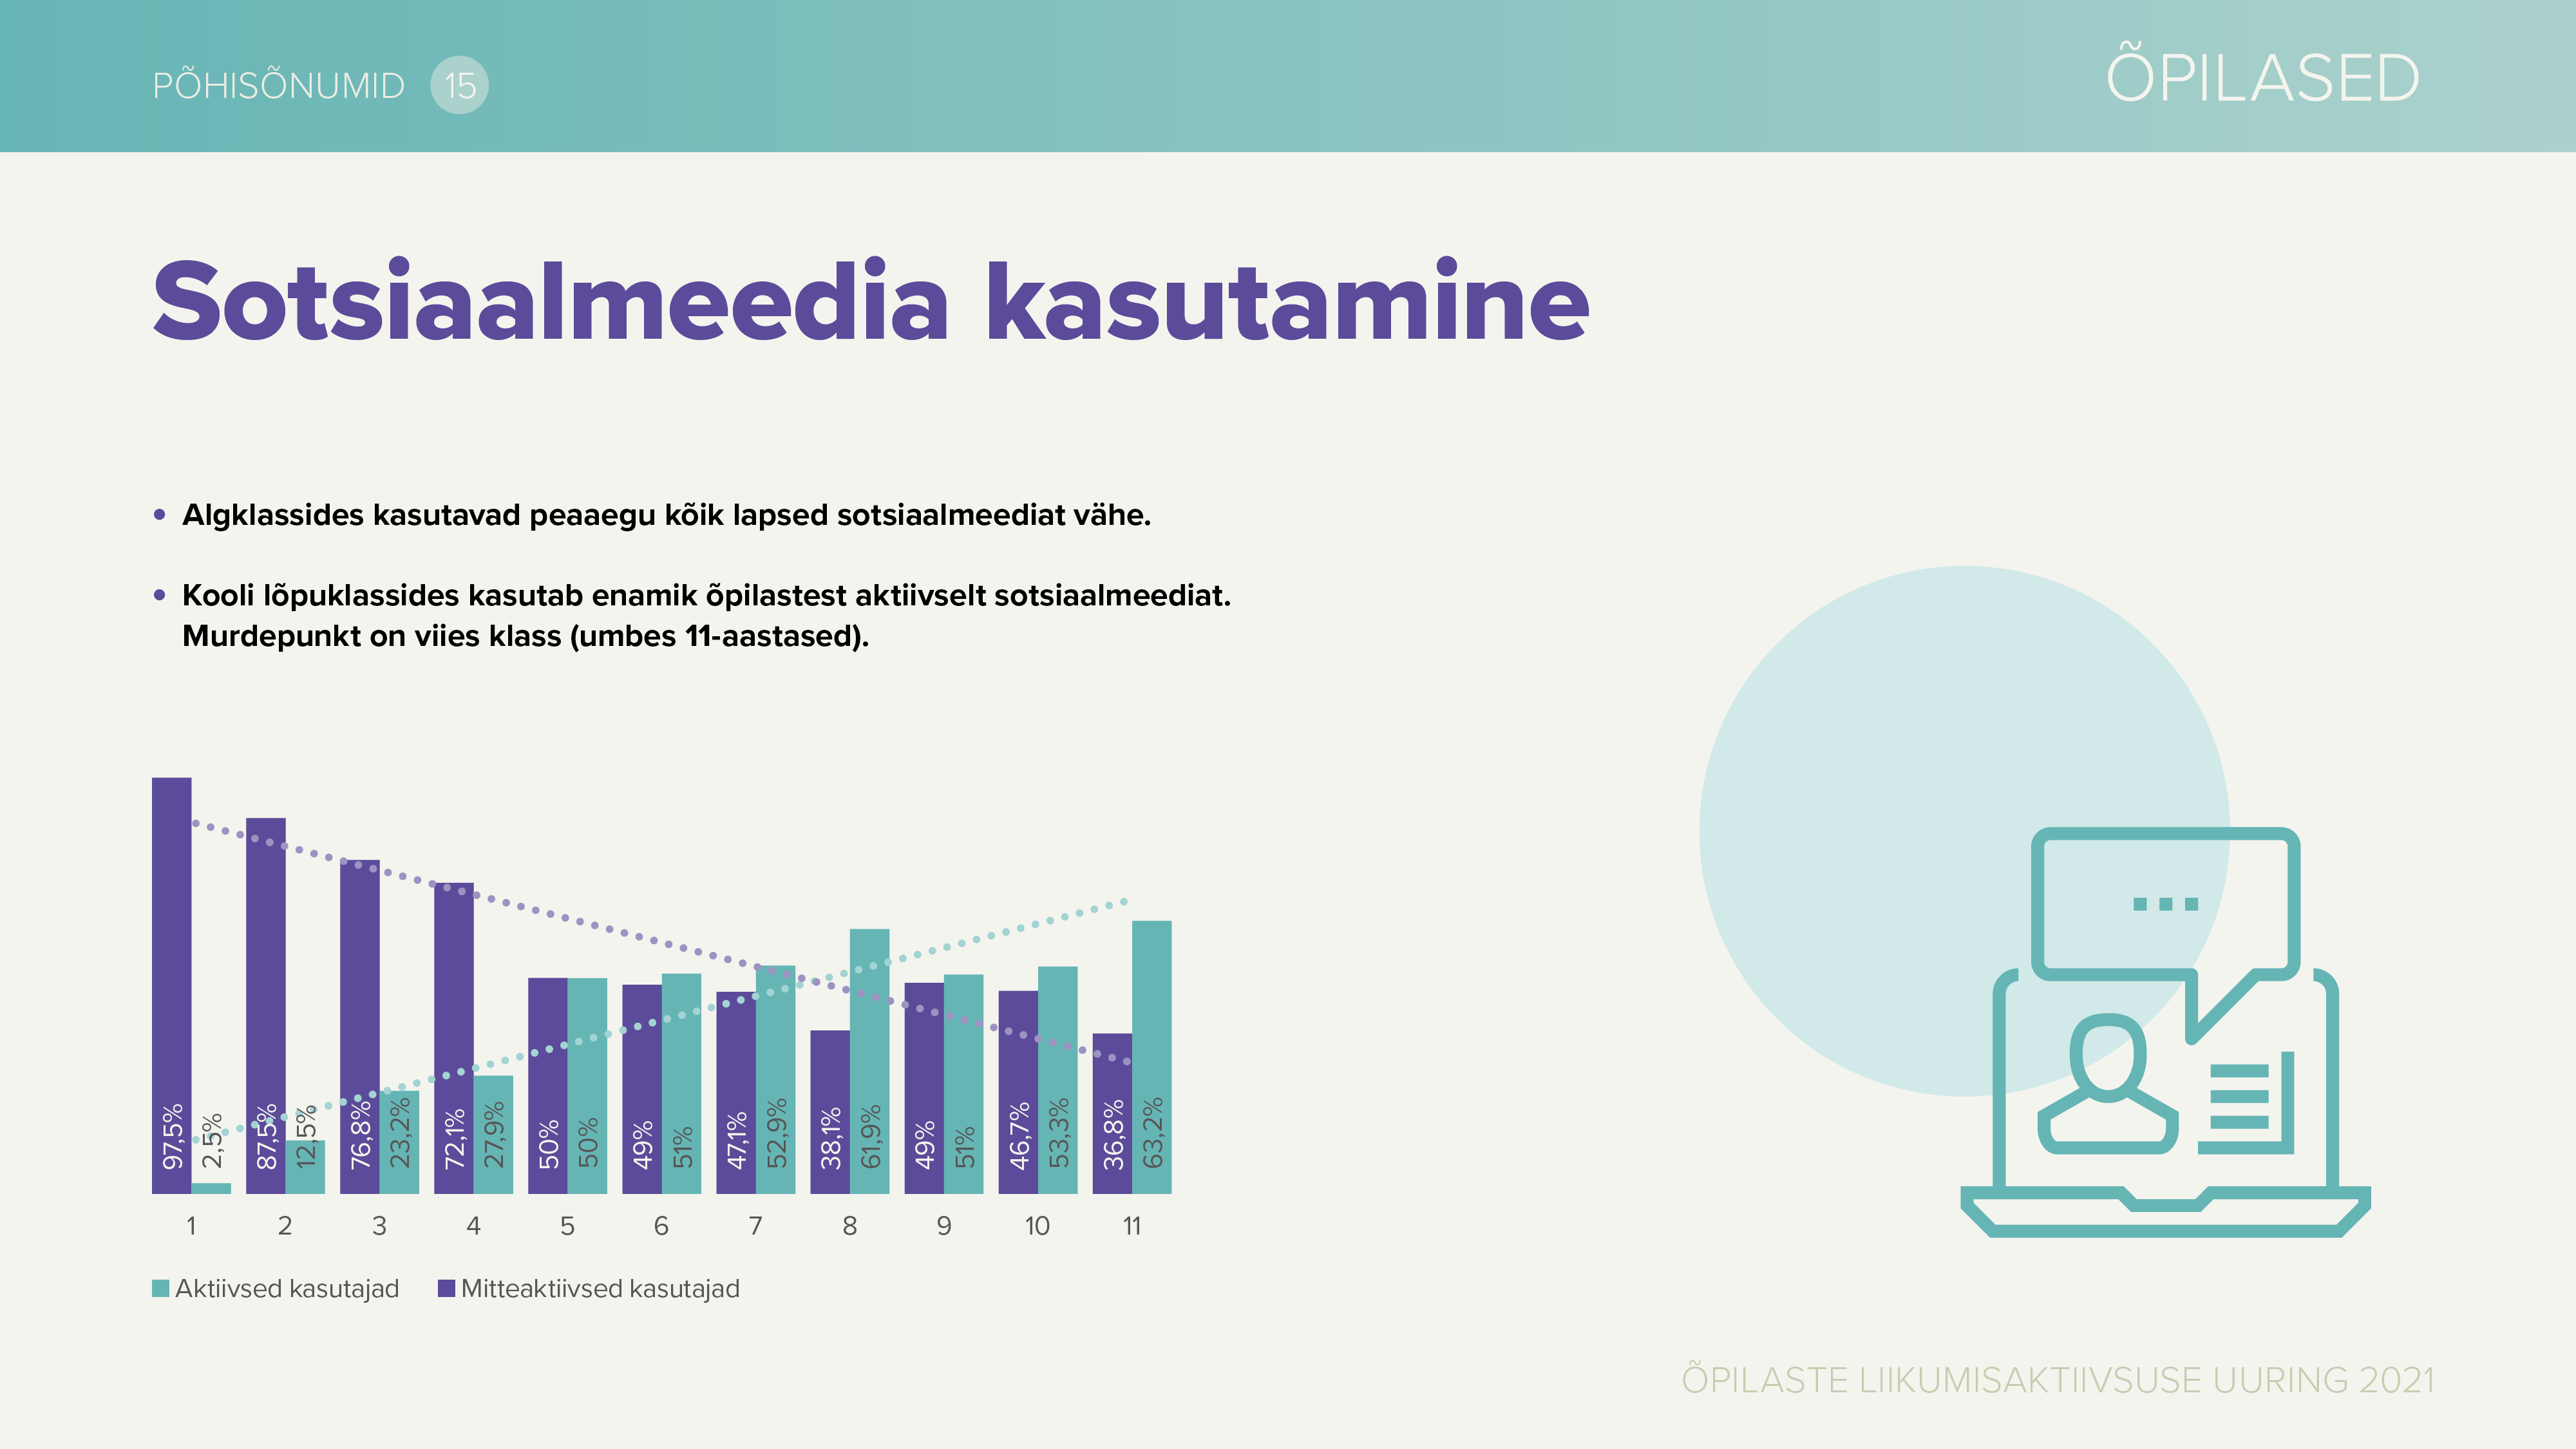 PÕHISÕNUMID 15
ÕPILASED
Sotsiaalmeedia kasutamine
• Algklassides kasutavad peaaegu kõik lapsed sotsiaalmeediat vähe.
• Kooli lõpuklassides kasutab enamik õpilastest aktiivselt sotsiaalmeediat.
Murdepunkt on viies klass (umbes 11-aastased).
97,5% 2,5% 87,5% 12,5% 76,8% 23,2% 72,1% 27,9% 50% 50% 49% 51% 47,1% 52,9% 38,1% 61,9% 49% 51% 46,7% 53,3% 36,8% 63,2%
1 2 3 4 5 6 7 8 9 10 11
Aktiivsed kasutajad Mitteaktiivsed kasutajad
ÕPILASTE LIIKUMISAKTIIVSUSE UURING 2021